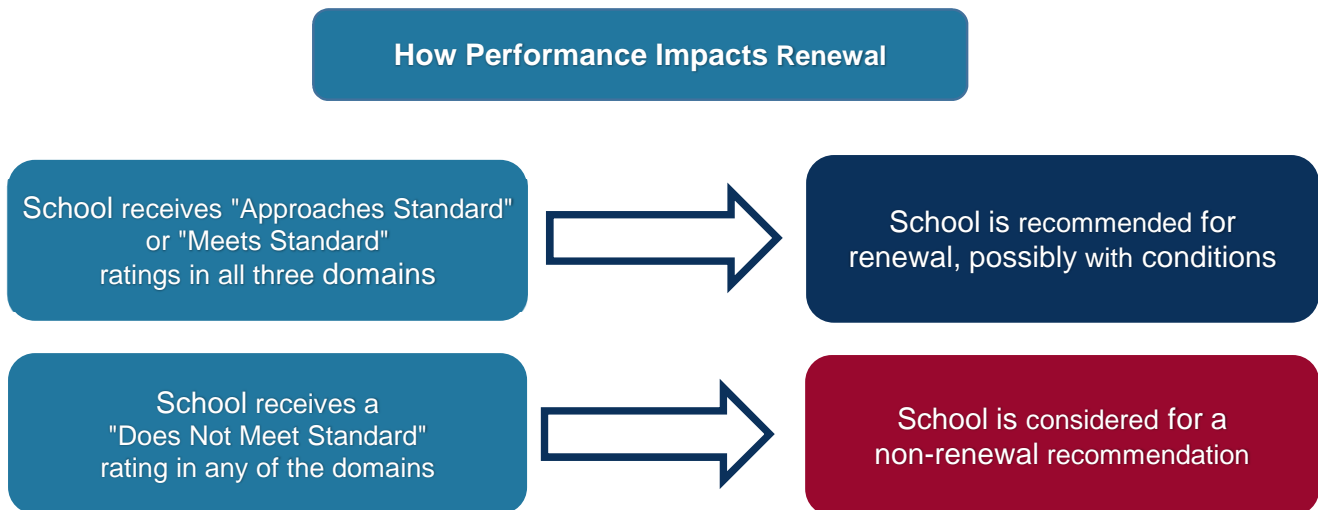 How Performance Impacts Renewal
School receives "Approaches Standard"
or "Meets Standard"
ratings in all three domains
School is recommended for
renewal, possibly with conditions
School receives a
"Does Not Meet Standard"
rating in any of the domains
School is considered for a
non-renewal recommendation